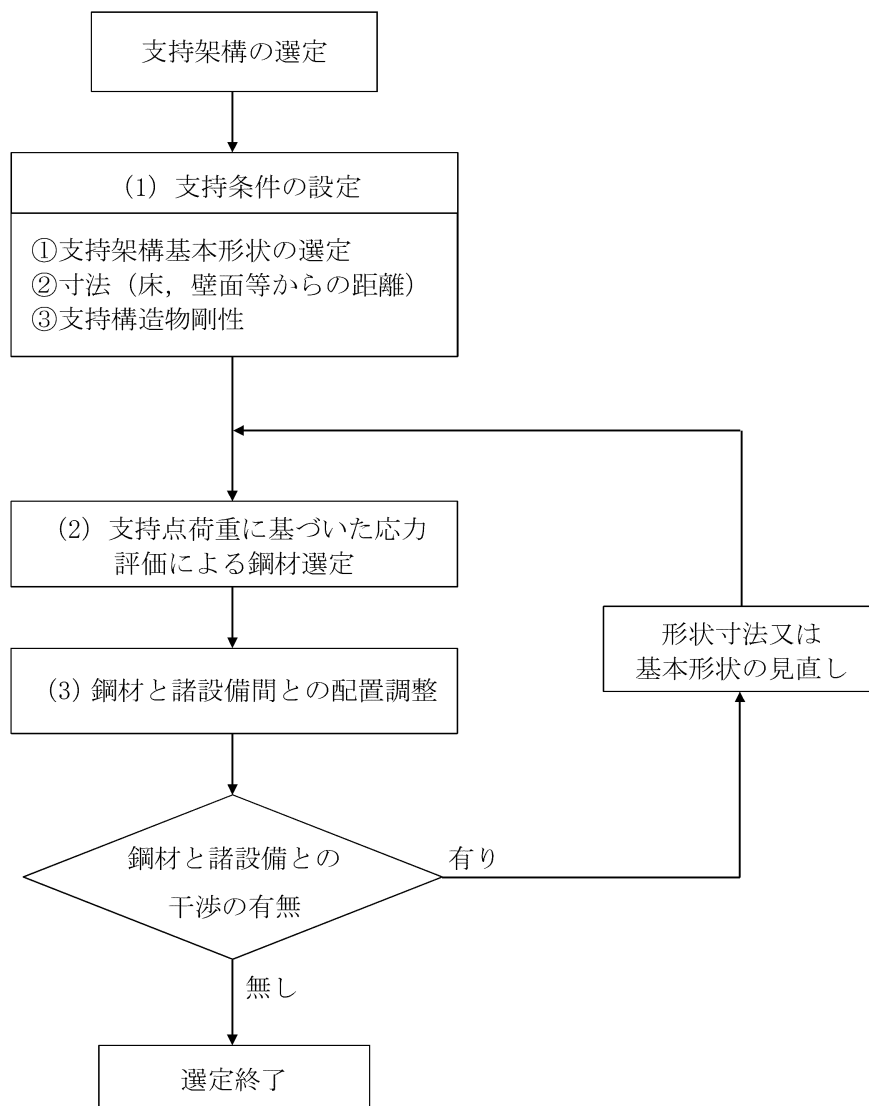 支持架構の選定
(1) 支持条件の設定
①支持架構基本形状の選定
②寸法（床，壁面等からの距離）
③支持構造物剛性
(2) 支持点荷重に基づいた応力
評価による鋼材選定
形状寸法又は
基本形状の見直し
(3) 鋼材と諸設備間との配置調整
鋼材と諸設備との
干渉の有無
有り
無し
選定終了